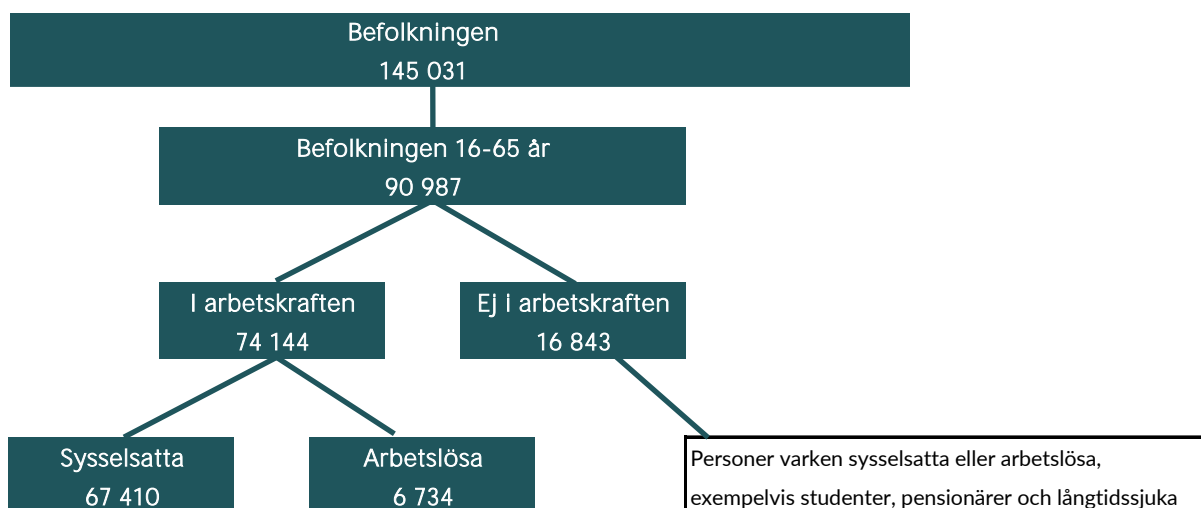 Befolkningen
145 031
Befolkningen 16-65 år
90 987
I arbetskraften
74 144
Ej i arbetskraften
16 843
Sysselsatta
67 410
Arbetslösa
6 734
Personer varken sysselsatta eller arbetslösa,
exempelvis studenter, pensionärer och långtidssjuka